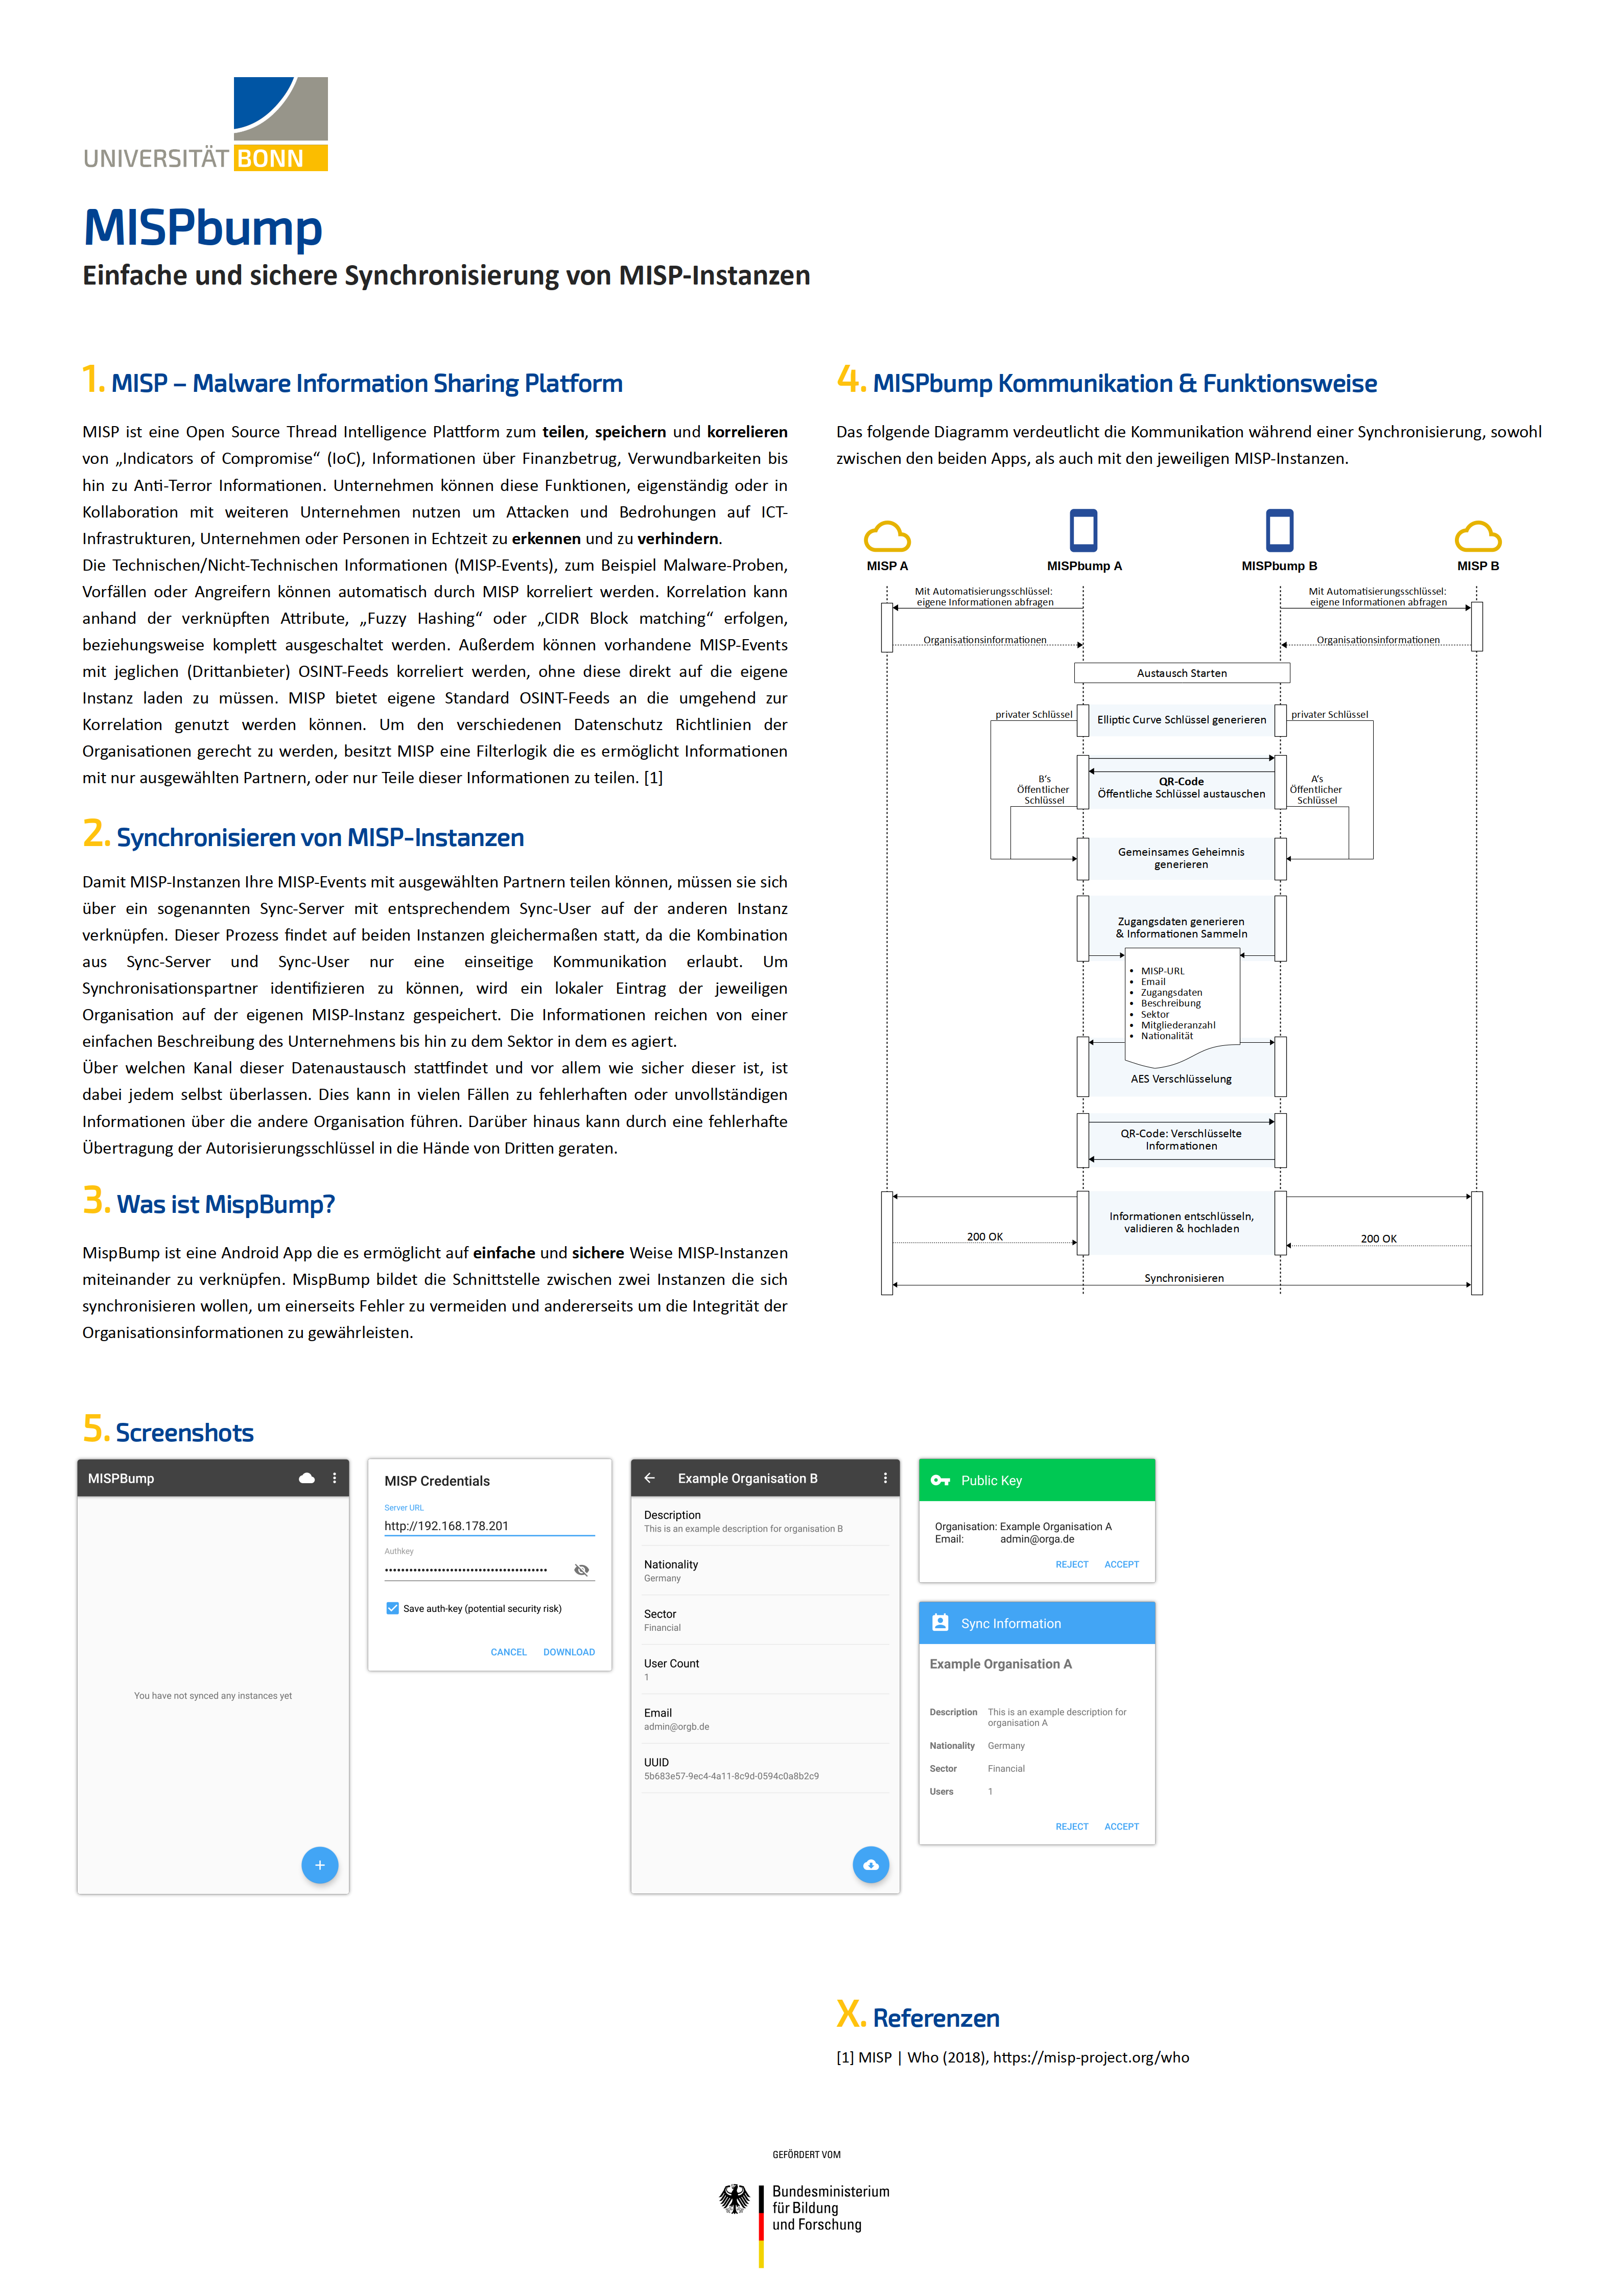 UNIVERSITÄT BONN
MISPbump
Einfache und sichere Synchronisierung von MISP-Instanzen
1. MISP – Malware Information Sharing Platform
MISP ist eine Open Source Thread Intelligence Plattform zum teilen, speichern und korrelieren
von „Indicators of Compromise“ (IoC), Informationen über Finanzbetrug, Verwundbarkeiten bis
hin zu Anti-Terror Informationen. Unternehmen können diese Funktionen, eigenständig oder in
Kollaboration mit weiteren Unternehmen nutzen um Attacken und Bedrohungen auf ICT-
Infrastrukturen, Unternehmen oder Personen in Echtzeit zu erkennen und zu verhindern.
Die Technischen/Nicht-Technischen Informationen (MISP-Events), zum Beispiel Malware-Proben,
Vorfällen oder Angreifern können automatisch durch MISP korreliert werden. Korrelation kann
anhand der verknüpften Attribute, „Fuzzy Hashing“ oder „CIDR Block matching“ erfolgen,
beziehungsweise komplett ausgeschaltet werden. Außerdem können vorhandene MISP-Events
mit jeglichen (Drittanbieter) OSINT-Feeds korreliert werden, ohne diese direkt auf die eigene
Instanz laden zu müssen. MISP bietet eigene Standard OSINT-Feeds an die umgehend zur
Korrelation genutzt werden können. Um den verschiedenen Datenschutz Richtlinien der
Organisationen gerecht zu werden, besitzt MISP eine Filterlogik die es ermöglicht Informationen
mit nur ausgewählten Partnern, oder nur Teile dieser Informationen zu teilen. [1]
2. Synchronisieren von MISP-Instanzen
Damit MISP-Instanzen Ihre MISP-Events mit ausgewählten Partnern teilen können, müssen sie sich
über ein sogenannten Sync-Server mit entsprechendem Sync-User auf der anderen Instanz
verknüpfen. Dieser Prozess findet auf beiden Instanzen gleichermaßen statt, da die Kombination
aus Sync-Server und Sync-User nur eine einseitige Kommunikation erlaubt. Um
Synchronisationspartner identifizieren zu können, wird ein lokaler Eintrag der jeweiligen
Organisation auf der eigenen MISP-Instanz gespeichert. Die Informationen reichen von einer
einfachen Beschreibung des Unternehmens bis hin zu dem Sektor in dem es agiert.
Über welchen Kanal dieser Datenaustausch stattfindet und vor allem wie sicher dieser ist, ist
dabei jedem selbst überlassen. Dies kann in vielen Fällen zu fehlerhaften oder unvollständigen
Informationen über die andere Organisation führen. Darüber hinaus kann durch eine fehlerhafte
Übertragung der Autorisierungsschlüssel in die Hände von Dritten geraten.
3. Was ist MispBump?
MispBump ist eine Android App die es ermöglicht auf einfache und sichere Weise MISP-Instanzen
miteinander zu verknüpfen. MispBump bildet die Schnittstelle zwischen zwei Instanzen die sich
synchronisieren wollen, um einerseits Fehler zu vermeiden und andererseits um die Integrität der
Organisationsinformationen zu gewährleisten.
4. MISPbump Kommunikation & Funktionsweise
Das folgende Diagramm verdeutlicht die Kommunikation während einer Synchronisierung, sowohl
zwischen den beiden Apps, als auch mit den jeweiligen MISP-Instanzen.
MISP A MISPbump A MISPbump B MISP B
Mit Automatisierungsschlüssel:
eigene Informationen abfragen
Mit Automatisierungsschlüssel:
eigene Informationen abfragen
Organisationsinformationen
Organisationsinformationen
Austausch Starten
privater Schlüssel
Elliptic Curve Schlüssel generieren
privater Schlüssel
B's
Öffentlicher
Schlüssel
QR-Code
Öffentliche Schlüssel austauschen
A's
Öffentlicher
Schlüssel
Gemeinsames Geheimnis
generieren
Zugangsdaten generieren
& Informationen Sammeln
• MISP-URL
• Email
• Zugangsdaten
• Beschreibung
• Sektor
• Mitgliederanzahl
• Nationalität
AES Verschlüsselung
QR-Code: Verschlüsselte
Informationen
Informationen entschlüsseln,
validieren & hochladen
200 OK
200 OK
Synchronisieren
5. Screenshots
MISPBump
You have not synced any instances yet
+
MISP Credentials
Server URL
http://192.168.178.201
Authkey
Save auth-key (potential security risk)
CANCEL DOWNLOAD
Example Organisation B
Description
This is an example description for organisation B
Nationality
Germany
Sector
Financial
User Count
1
Email
admin@orgb.de
UUID
5b683e57-9ec4-4a11-8c9d-0594c0a8b2c9
Public Key
Organisation: Example Organisation A
Email: admin@orga.de
REJECT ACCEPT
Sync Information
Example Organisation A
Description This is an example description for
organisation A
Nationality Germany
Sector Financial
Users 1
REJECT ACCEPT
X. Referenzen
[1] MISP | Who (2018), https://misp-project.org/who
GEFÖRDERT VOM
Bundesministerium
für Bildung
und Forschung